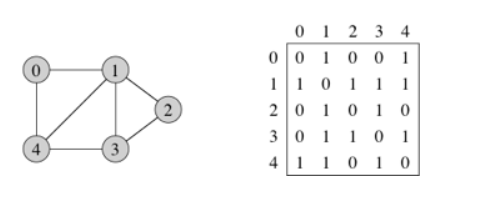 0 1
2
4 3
0 1 2 3 4
0 0 1 0 0 1
1 1 0 1 1 1
2 0 1 0 1 0
3 0 1 1 0 1
4 1 1 0 1 0